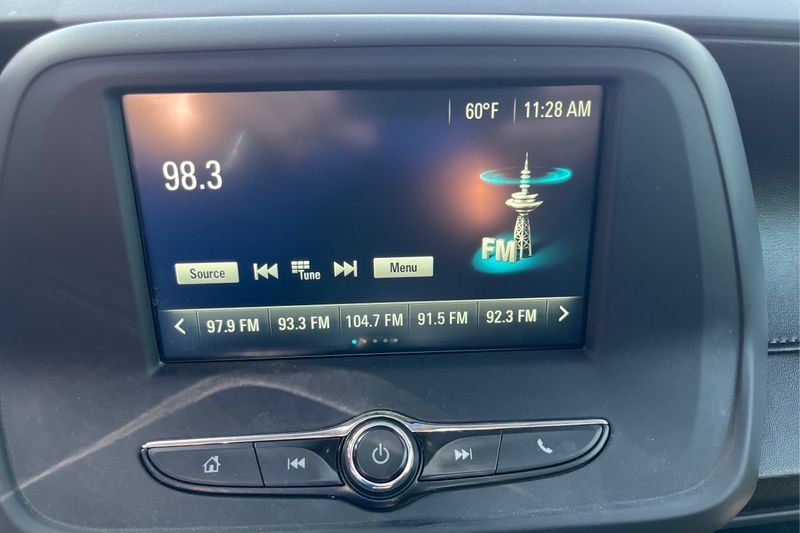 60°F 11:28 AM
98.3
FM
Source Tune Menu
97.9 FM 93.3 FM 104.7 FM 91.5 FM 92.3 FM